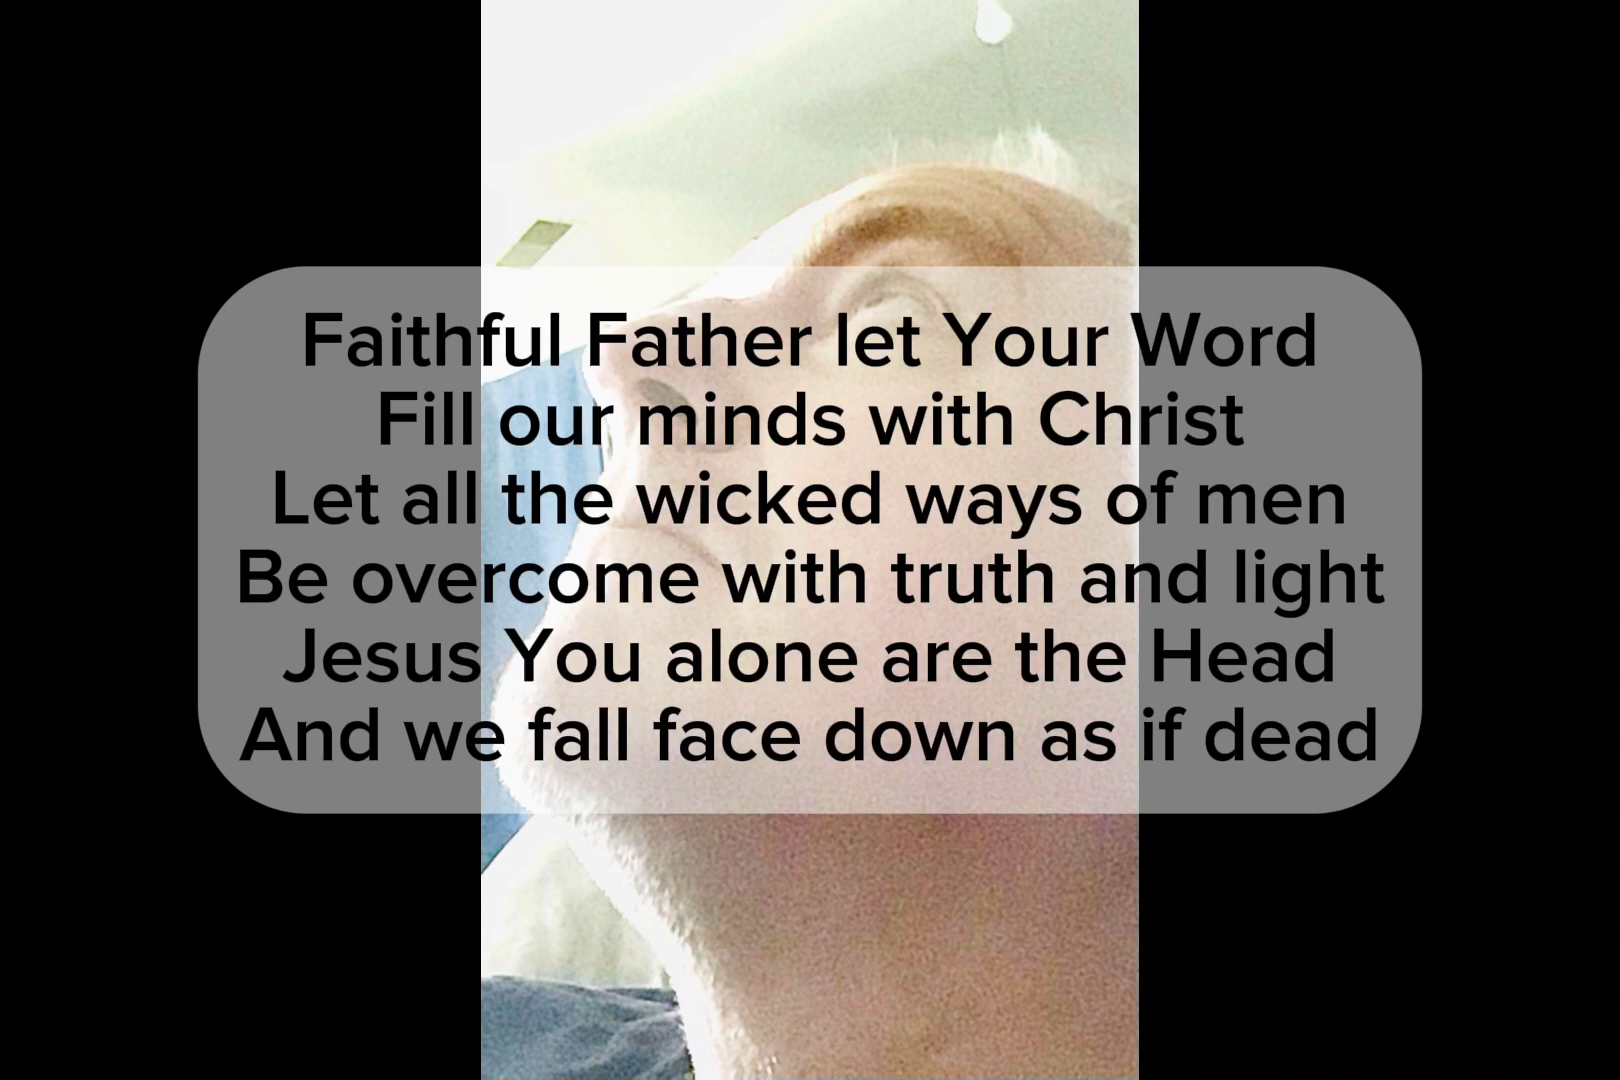 Faithful Father let Your Word
Fill our minds with Christ
Let all the wicked ways of men
Be overcome with truth and light
Jesus You alone are the Head
And we fall face down as if dead